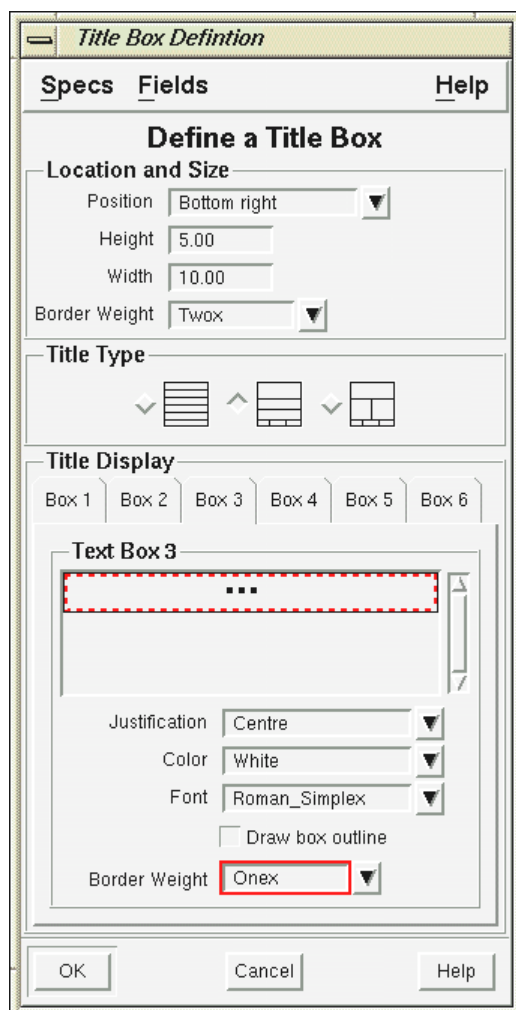 Title Box Defintion
Specs Fields Help
Define a Title Box
Location and Size
Position Bottom right
Height 5.00
Width 10.00
Border Weight Twox
Title Type
Title Display
Box 1 Box 2 Box 3 Box 4 Box 5 Box 6
Text Box 3
...
Justification Centre
Color White
Font Roman_Simplex
Draw box outline
Border Weight Onex
OK Cancel Help